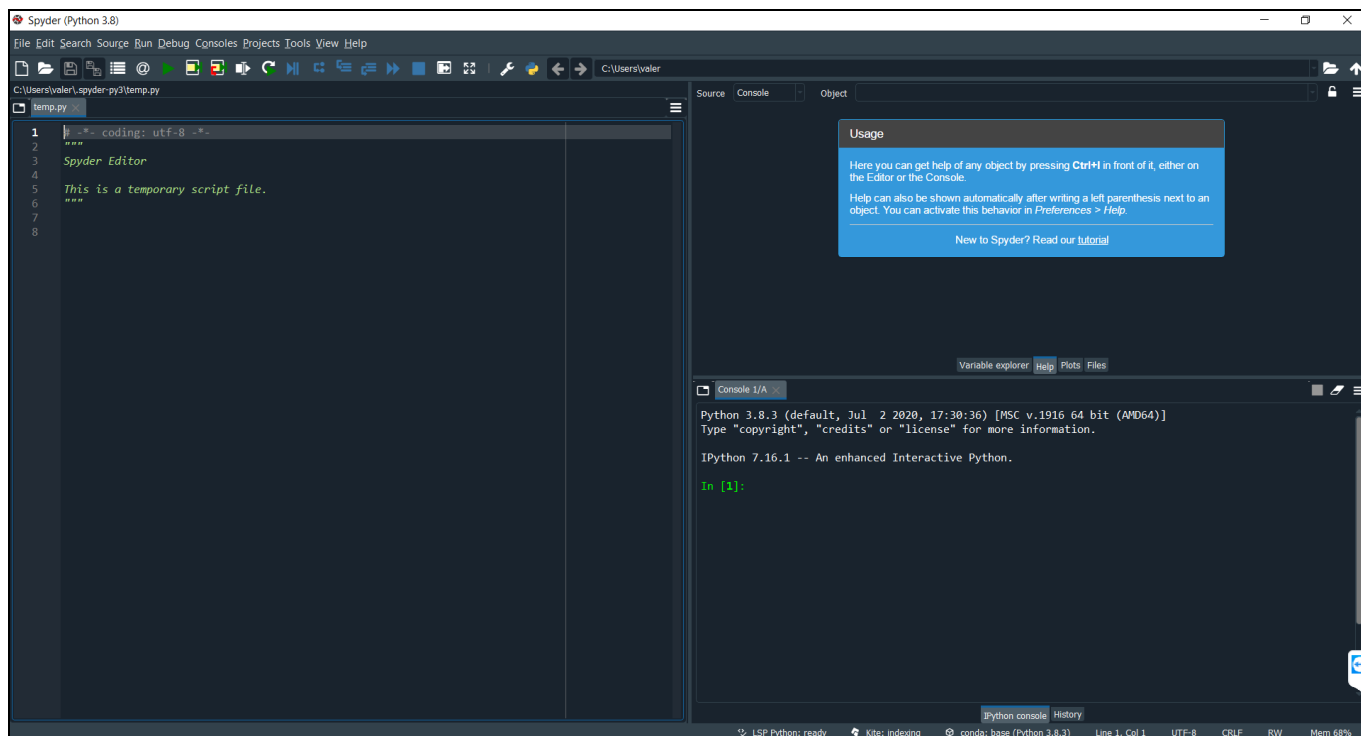 Spyder (Python 3.8)
File Edit Search Source Run Debug Consoles Projects Tools View Help
C:\Users\valer
C:\Users\valer\.spyder-py3\temp.py
temp.py
1 # -*- coding: utf-8 -*-
2 """
3 Spyder Editor
4
5 This is a temporary script file.
6 """
7
8
Source Console Object
Usage
Here you can get help of any object by pressing Ctrl+I in front of it, either on
the Editor or the Console.
Help can also be shown automatically after writing a left parenthesis next to an
object. You can activate this behavior in Preferences > Help.
New to Spyder? Read our tutorial
Variable explorer Help Plots Files
Console 1/A
Python 3.8.3 (default, Jul  2 2020, 17:30:36) [MSC v.1916 64 bit (AMD64)]
Type "copyright", "credits" or "license" for more information.
IPython 7.16.1 -- An enhanced Interactive Python.
In [1]:
IPython console History
LSP Python: ready Kite: indexing conda: base (Python 3.8.3) Line 1, Col 1 UTF-8 CRLF RW Mem 68%